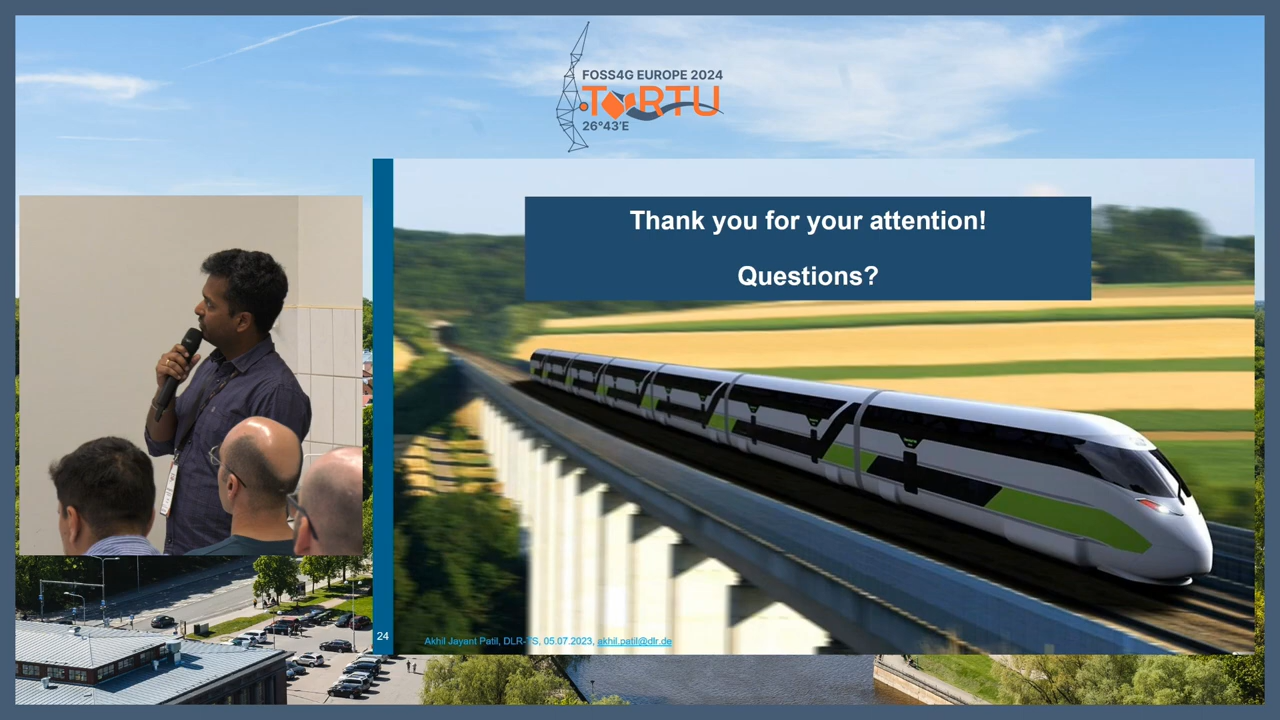 FOSS4G EUROPE 2024
TARTU
26°43'E
Thank you for your attention!
Questions?
24
Akhil Jayant Patil, DLR-TS, 05.07.2023, akhil.patil@dlr.de